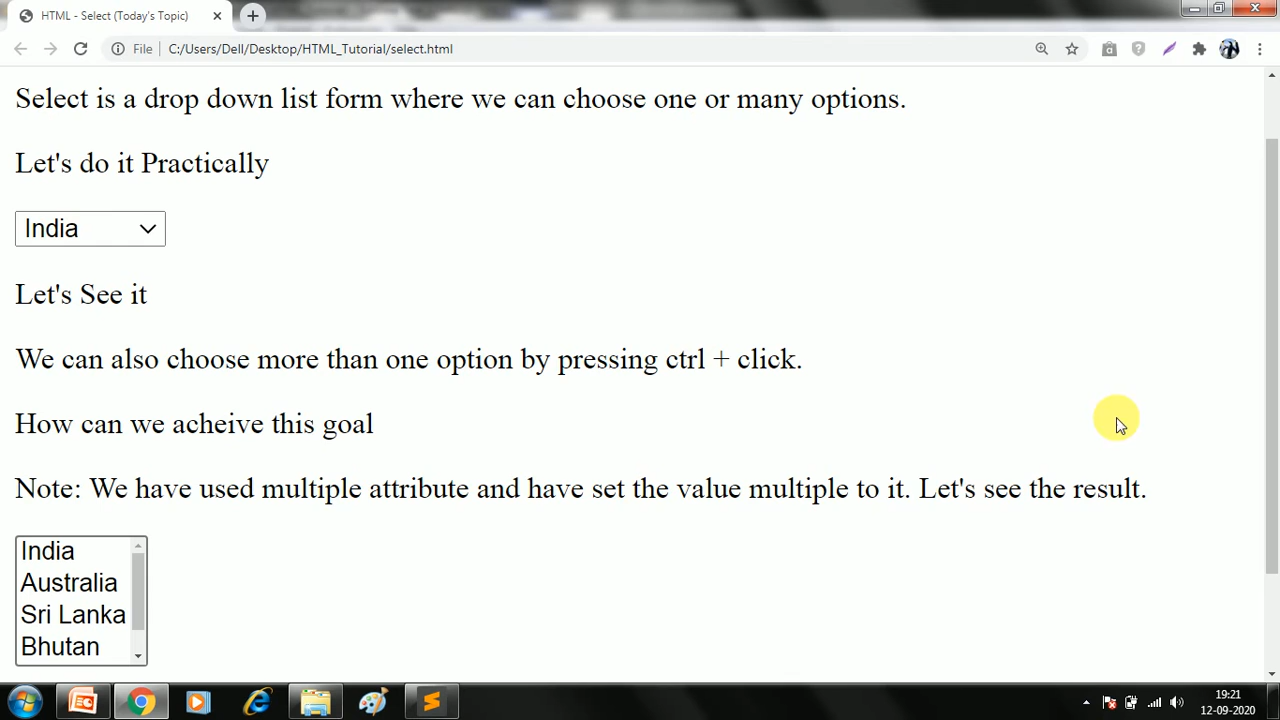 HTML - Select (Today's Topic)
File
C:/Users/Dell/Desktop/HTML_Tutorial/select.html
Select is a drop down list form where we can choose one or many options.
Let's do it Practically
India
Let's See it
We can also choose more than one option by pressing ctrl + click.
How can we acheive this goal
Note: We have used multiple attribute and have set the value multiple to it. Let's see the result.
India
Australia
Sri Lanka
Bhutan
19:21
12-09-2020